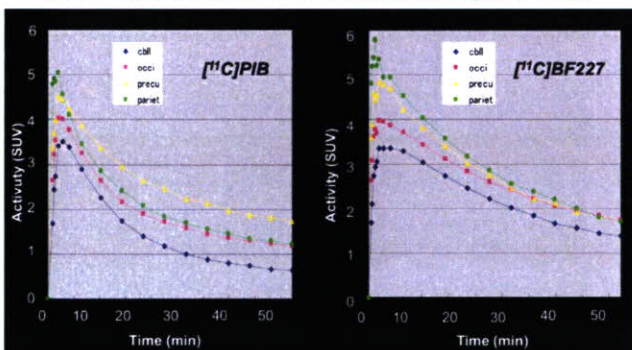 [¹¹C]PIB
cbll
occi
precu
pariet
Activuty (SUV)
6
5
4
3
2
1
0
0 10 20 30 40 50
Time (min)
[¹¹C]BF227
cbll
occi
precu
pariet
Activity (SUV)
6
5
4
3
2
1
0
0 10 20 30 40 50
Time (min)